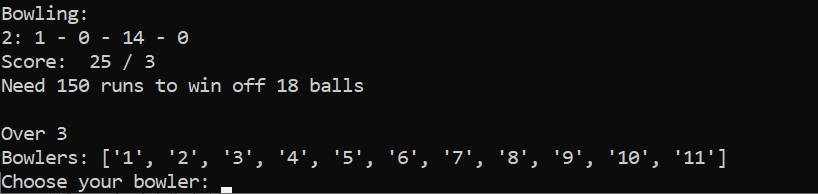 Bowling:
2: 1 - 0 - 14 - 0
Score:  25 / 3
Need 150 runs to win off 18 balls
Over 3
Bowlers: ['1', '2', '3', '4', '5', '6', '7', '8', '9', '10', '11']
Choose your bowler: